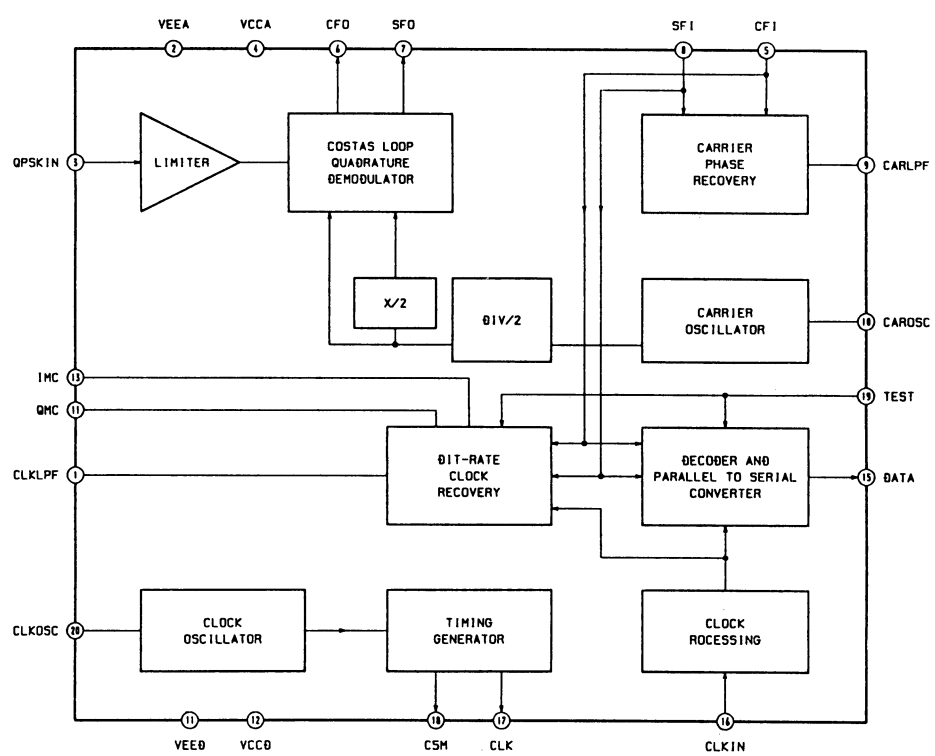 VEEA
VCCA
CFO
SFO
SFI
CFI
2
4
6
7
8
5
QPSKIN
3
LIMITER
COSTAS LOOP
QUADRATURE
DEMODULATOR
CARRIER
PHASE
RECOVERY
9
CARLPF
X/2
DIV/2
CARRIER
OSCILLATOR
10
CAROSC
IMC
13
19
TEST
QMC
11
CLKLPF
1
BIT-RATE
CLOCK
RECOVERY
DECODER AND
PARALLEL TO SERIAL
CONVERTER
15
DATA
CLKOSC
20
CLOCK
OSCILLATOR
TIMING
GENERATOR
CLOCK
ROCESSING
11
12
18
17
16
VEED
VCCD
CSM
CLK
CLKIN